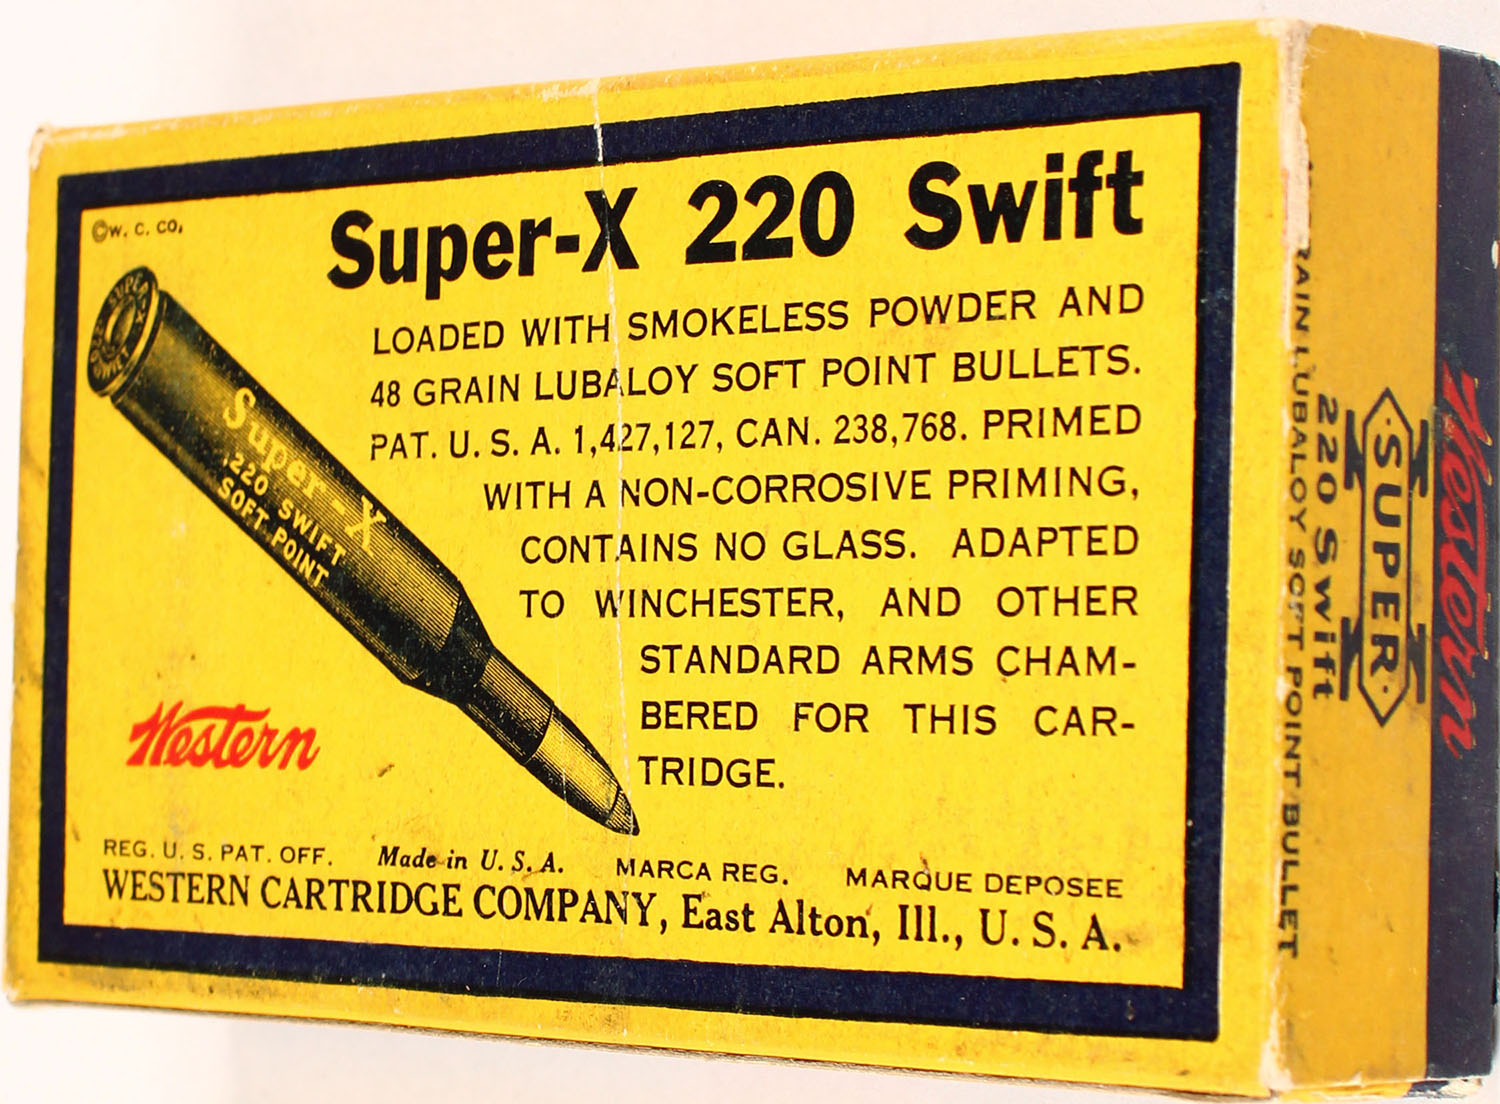 ©W. C. CO.
Super-X 220 Swift
LOADED WITH SMOKELESS POWDER AND
48 GRAIN LUBALOY SOFT POINT BULLETS.
PAT. U. S. A. 1,427,127, CAN. 238,768. PRIMED
WITH A NON-CORROSIVE PRIMING,
CONTAINS NO GLASS. ADAPTED
TO WINCHESTER, AND OTHER
STANDARD ARMS CHAM-
BERED FOR THIS CAR-
TRIDGE.
SUPER X
SWIFT
Super-X
.220 SWIFT
SOFT POINT
Western
REG. U. S. PAT. OFF. Made in U. S. A. MARCA REG. MARQUE DEPOSEE
WESTERN CARTRIDGE COMPANY, East Alton, Ill., U. S. A.
Western
SUPER
X
220 Swift
LUBALOY SOFT POINT BULLET